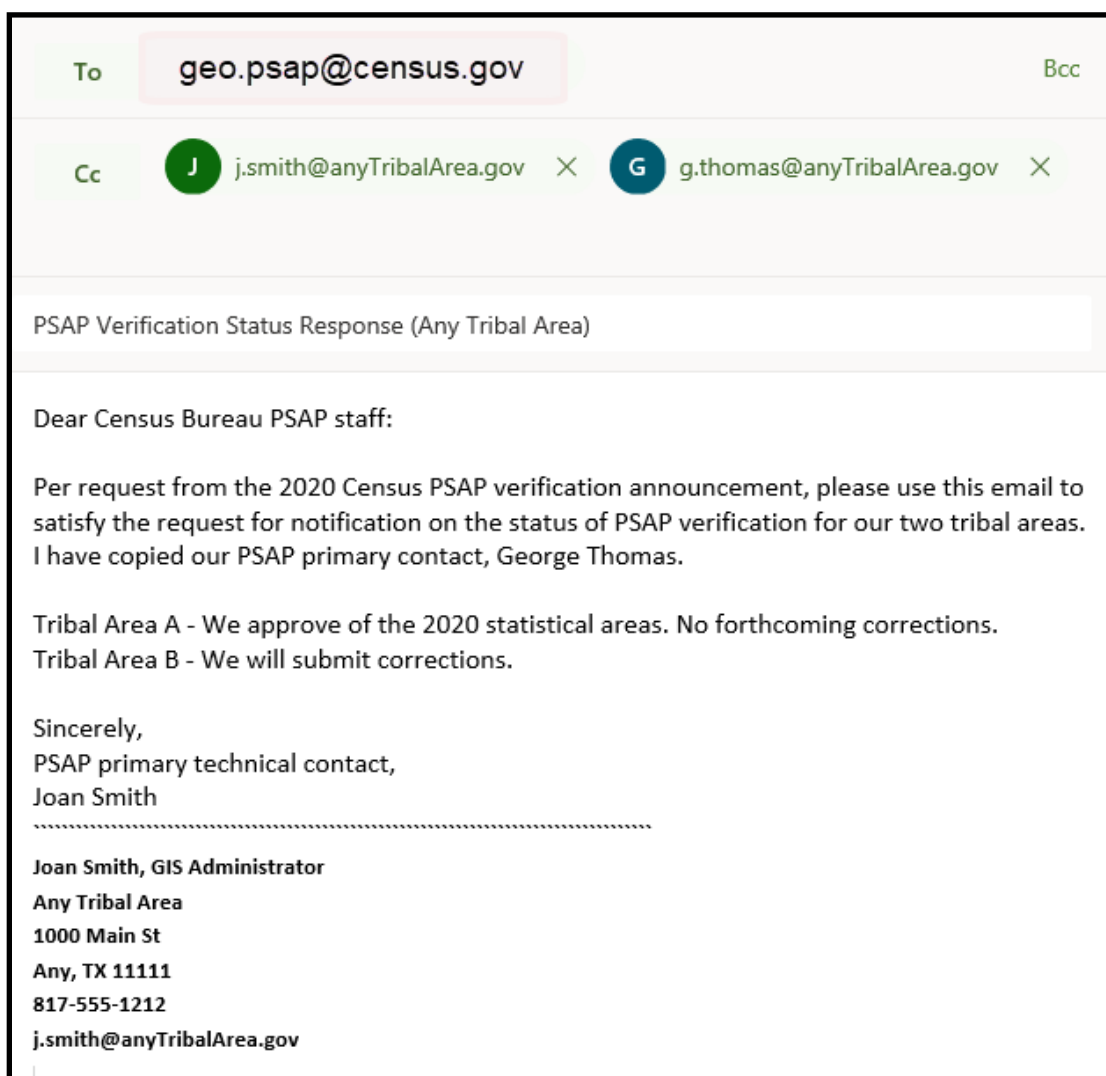 To geo.psap@census.gov Bcc
Cc J j.smith@anyTribalArea.gov G g.thomas@anyTribalArea.gov
PSAP Verification Status Response (Any Tribal Area)
Dear Census Bureau PSAP staff:
Per request from the 2020 Census PSAP verification announcement, please use this email to
satisfy the request for notification on the status of PSAP verification for our two tribal areas.
I have copied our PSAP primary contact, George Thomas.
Tribal Area A - We approve of the 2020 statistical areas. No forthcoming corrections.
Tribal Area B - We will submit corrections.
Sincerely,
PSAP primary technical contact,
Joan Smith
Joan Smith, GIS Administrator
Any Tribal Area
1000 Main St
Any, TX 11111
817-555-1212
j.smith@anyTribalArea.gov